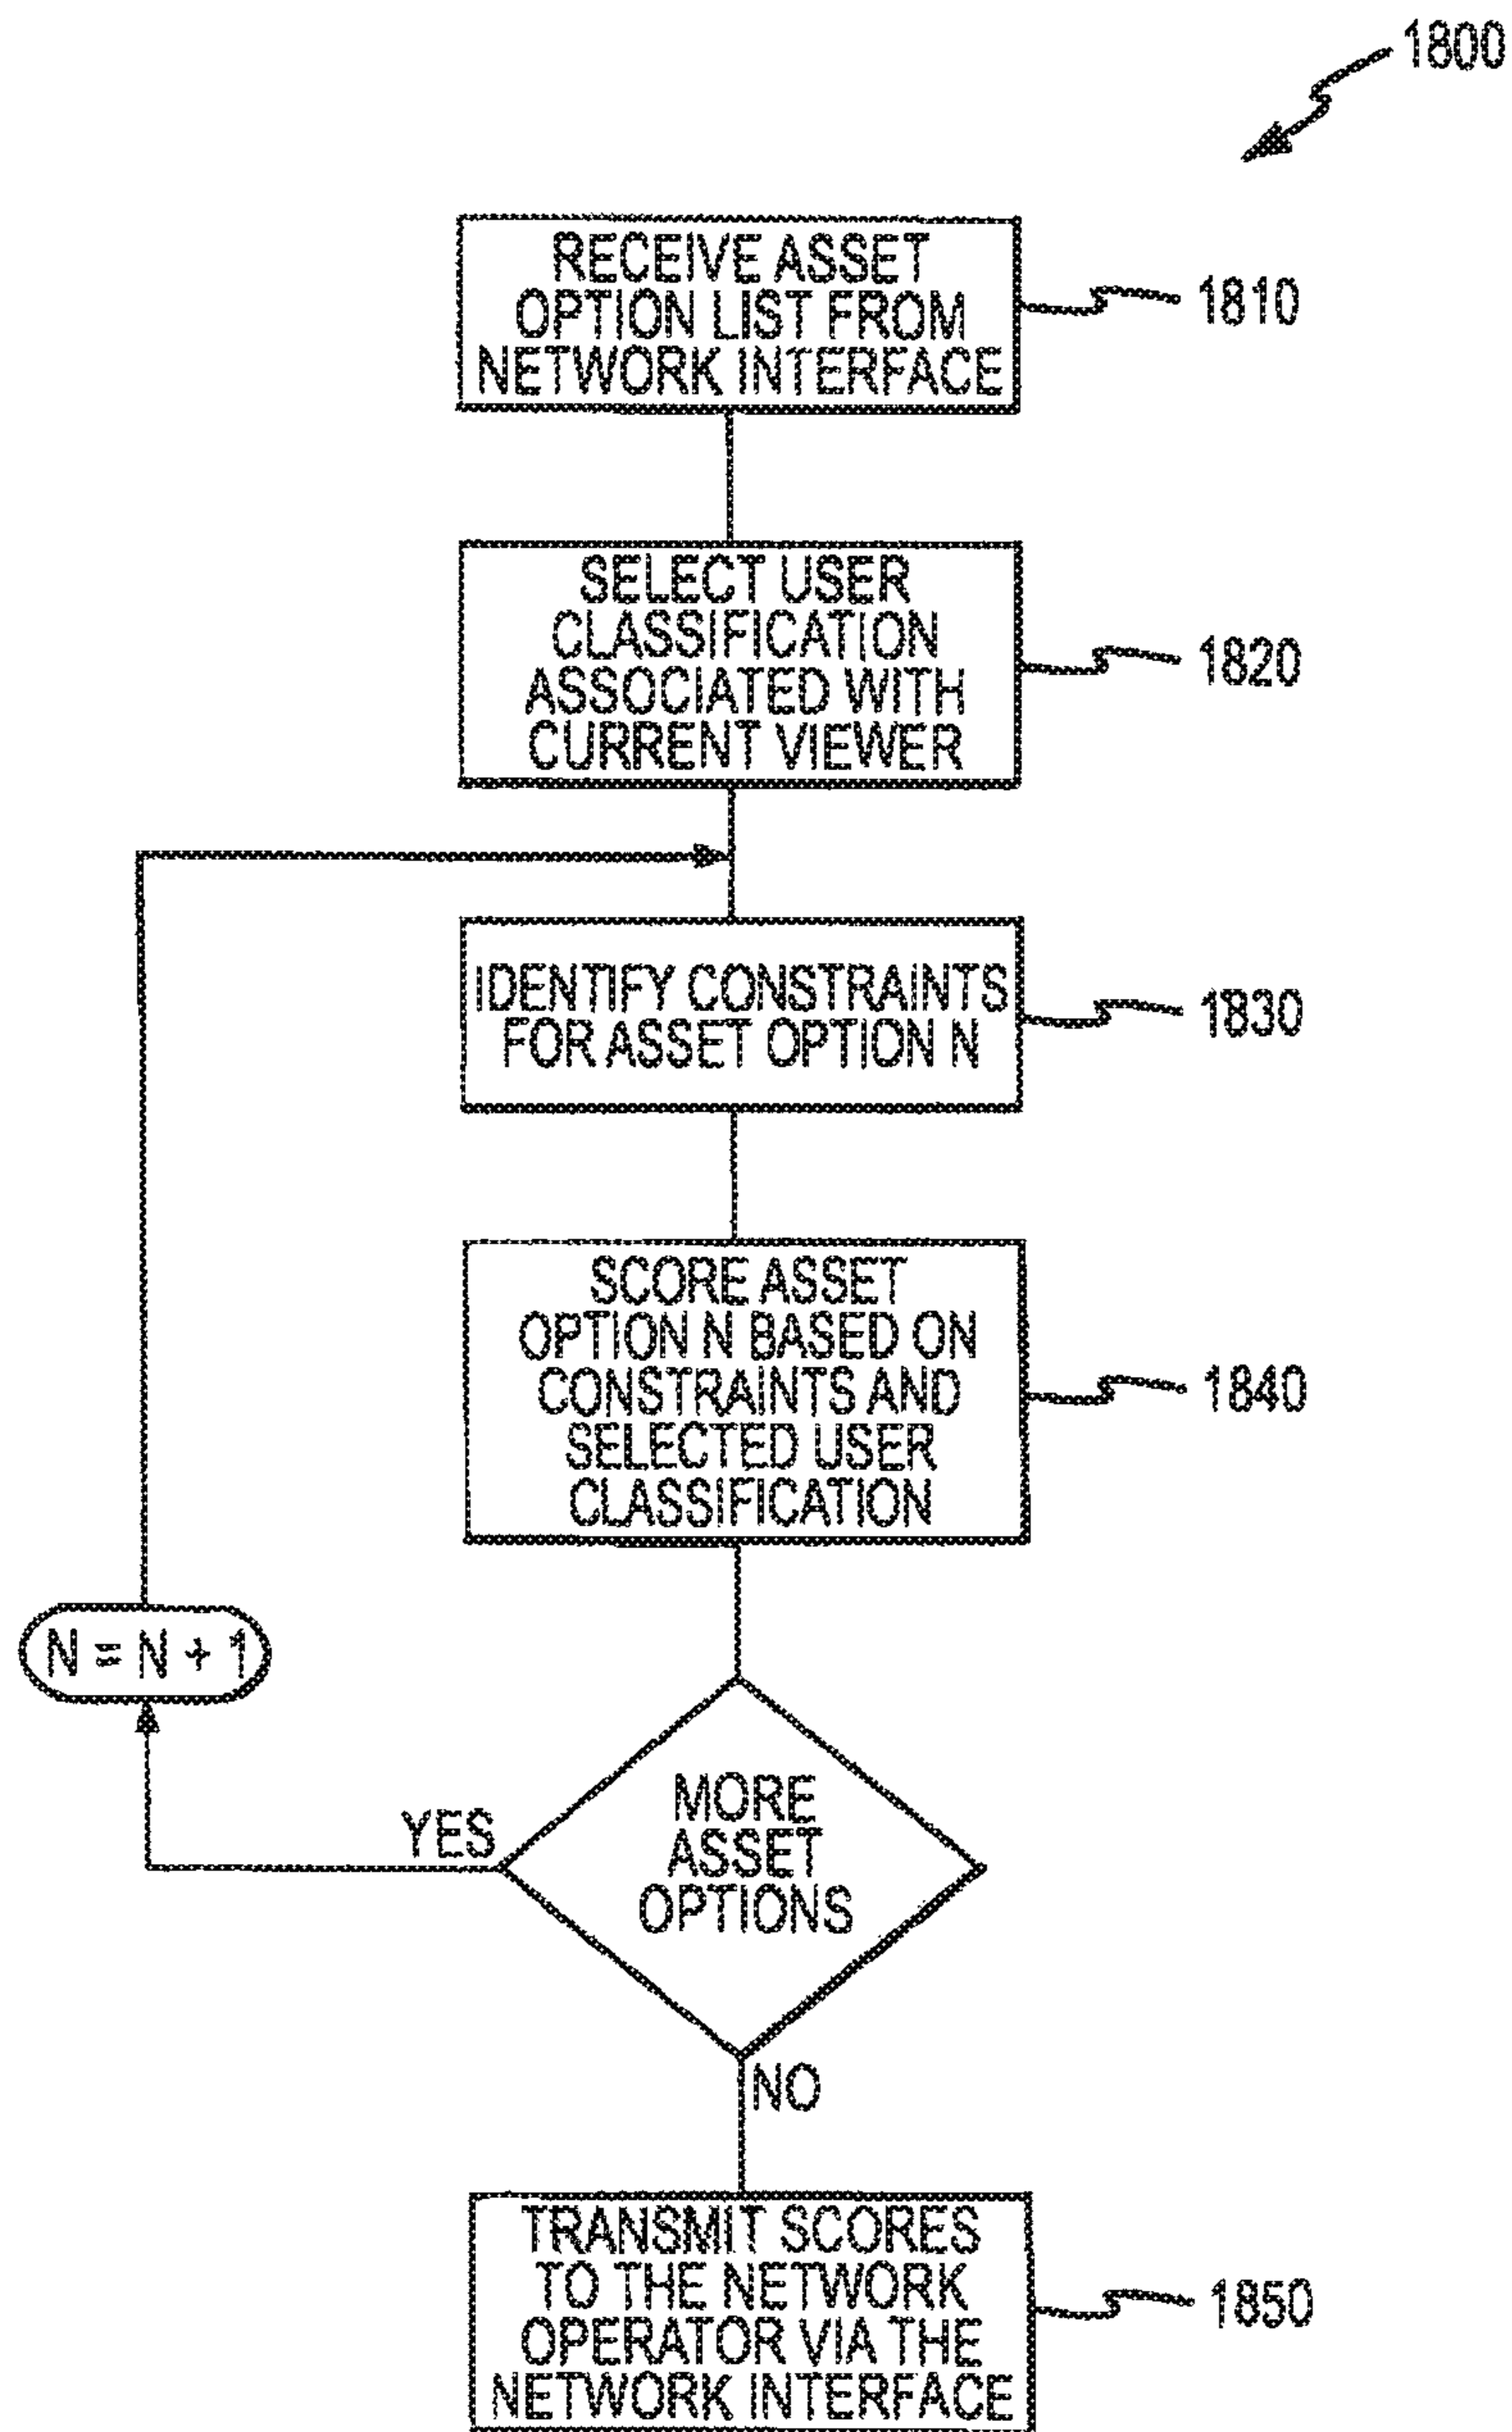 1800
RECEIVE ASSET
OPTION LIST FROM
NETWORK INTERFACE
1810
SELECT USER
CLASSIFICATION
ASSOCIATED WITH
CURRENT VIEWER
1820
IDENTIFY CONSTRAINTS
FOR ASSET OPTION N
1830
SCORE ASSET
OPTION N BASED ON
CONSTRAINTS AND
SELECTED USER
CLASSIFICATION
1840
N = N + 1
YES
MORE
ASSET
OPTIONS
NO
TRANSMIT SCORES
TO THE NETWORK
OPERATOR VIA THE
NETWORK INTERFACE
1850